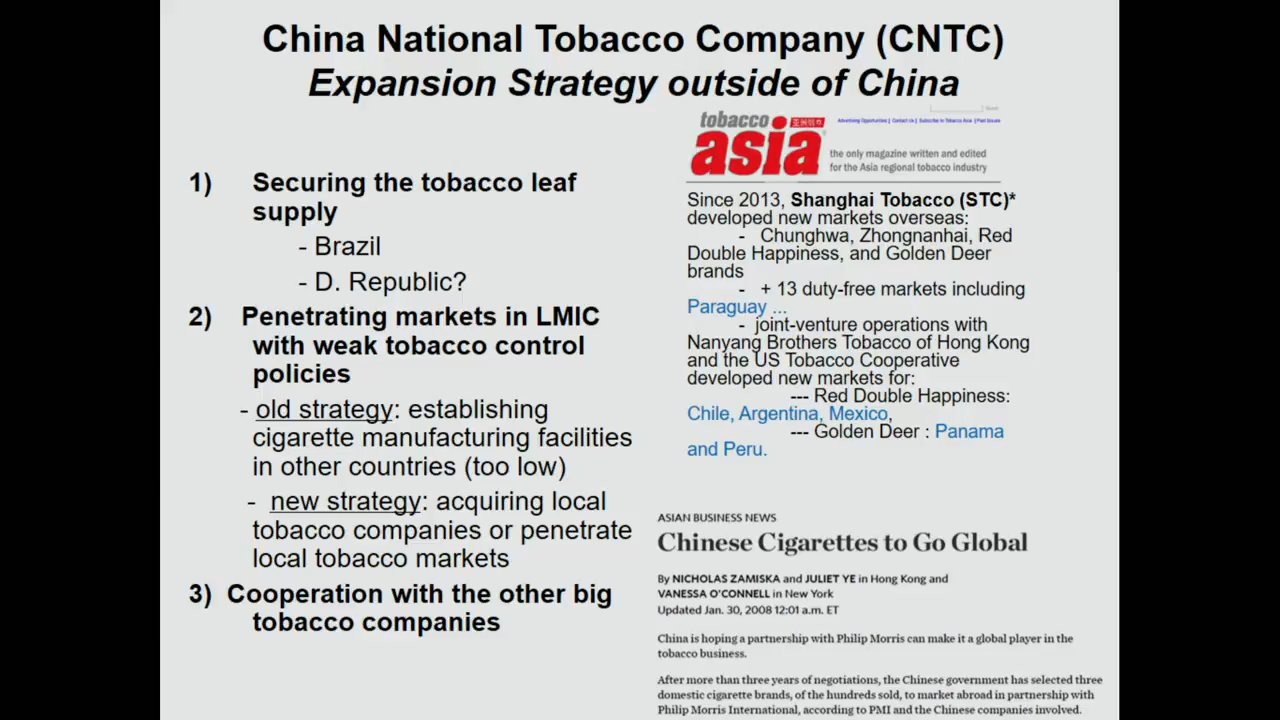 China National Tobacco Company (CNTC)
Expansion Strategy outside of China
1) Securing the tobacco leaf
supply
- Brazil
- D. Republic?
2) Penetrating markets in LMIC
with weak tobacco control
policies
- old strategy: establishing
cigarette manufacturing facilities
in other countries (too low)
- new strategy: acquiring local
tobacco companies or penetrate
local tobacco markets
3) Cooperation with the other big
tobacco companies
Advertising Opportunities | Contact Us | Subscribe to Tobacco Asia | Past Issues
tobacco
asia
the only magazine written and edited
for the Asia regional tobacco industry
Since 2013, Shanghai Tobacco (STC)*
developed new markets overseas:
- Chunghwa, Zhongnanhai, Red
Double Happiness, and Golden Deer
brands
- + 13 duty-free markets including
Paraguay ...
- joint-venture operations with
Nanyang Brothers Tobacco of Hong Kong
and the US Tobacco Cooperative
developed new markets for:
--- Red Double Happiness:
Chile, Argentina, Mexico,
--- Golden Deer : Panama
and Peru.
ASIAN BUSINESS NEWS
Chinese Cigarettes to Go Global
By NICHOLAS ZAMISKA and JULIET YE in Hong Kong and
VANESSA O'CONNELL in New York
Updated Jan. 30, 2008 12:01 a.m. ET
China is hoping a partnership with Philip Morris can make it a global player in the
tobacco business.
After more than three years of negotiations, the Chinese government has selected three
domestic cigarette brands, of the hundreds sold, to market abroad in partnership with
Philip Morris International, according to PMI and the Chinese companies involved.